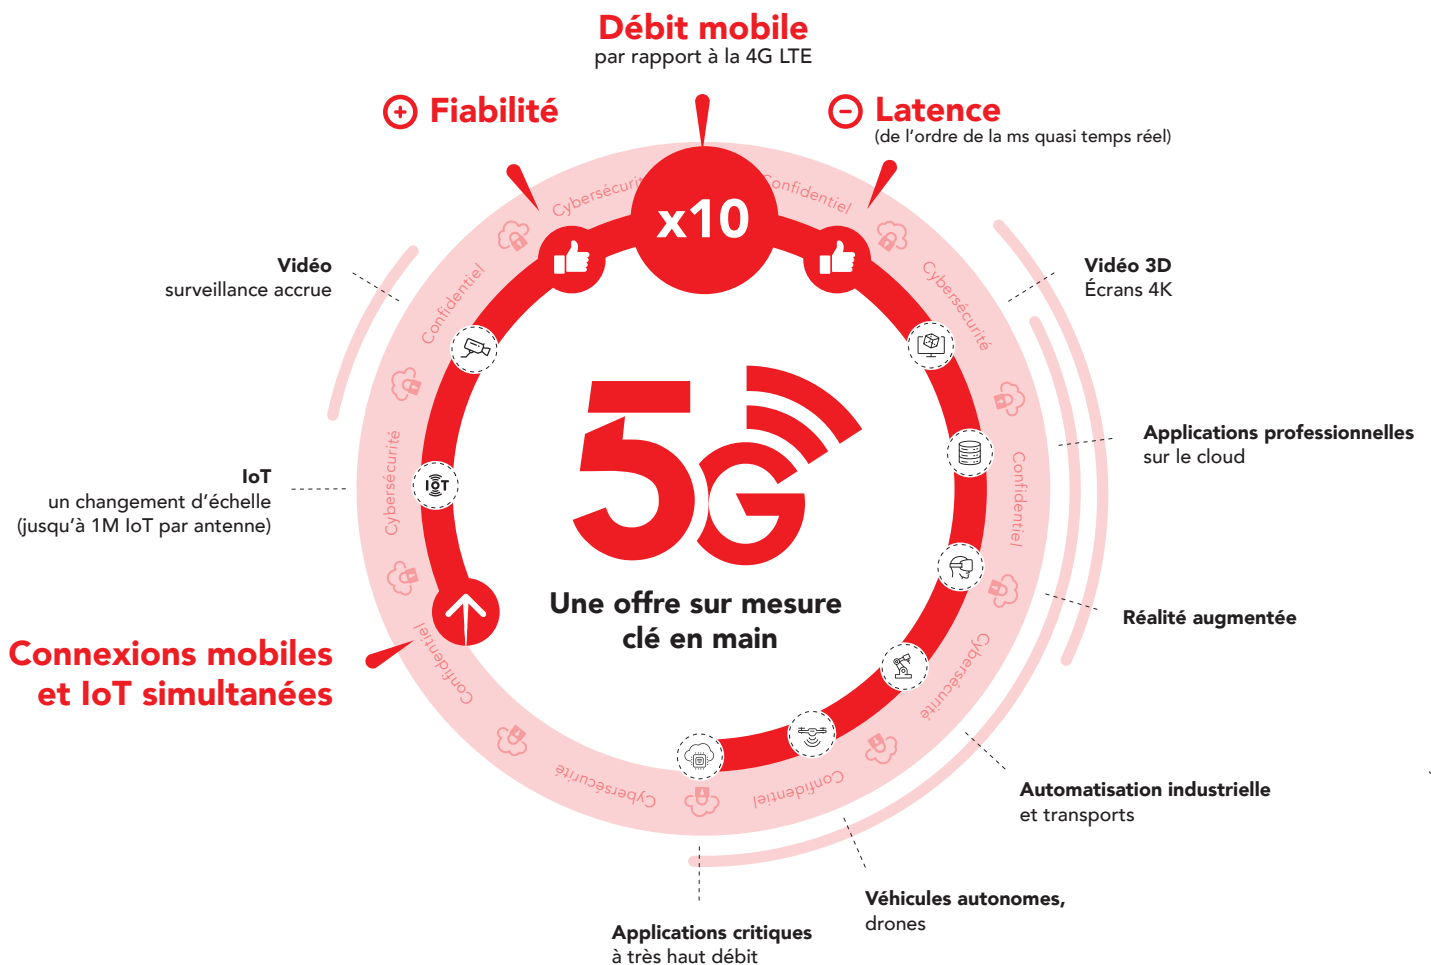 Débit mobile
par rapport à la 4G LTE
+ Fiabilité
− Latence
(de l'ordre de la ms quasi temps réel)
x10
Cybersécurité
Confidentiel
Cybersécurité
Confidentiel
Cybersécurité
Confidentiel
Cybersécurité
Confidentiel
Cybersécurité
Confidentiel
Vidéo
surveillance accrue
Vidéo 3D
Écrans 4K
Applications professionnelles
sur le cloud
IoT
un changement d'échelle
(jusqu'à 1M IoT par antenne)
IoT
5G
Une offre sur mesure
clé en main
Réalité augmentée
Connexions mobiles
et IoT simultanées
Automatisation industrielle
et transports
Véhicules autonomes,
drones
Applications critiques
à très haut débit